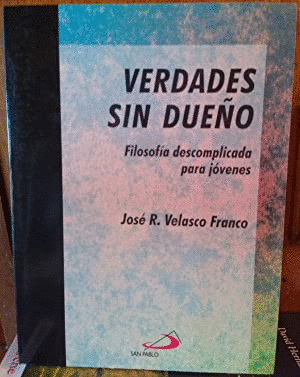 VERDADES
SIN DUEÑO
Filosofía descomplicada
para jóvenes
José R. Velasco Franco
SAN PABLO